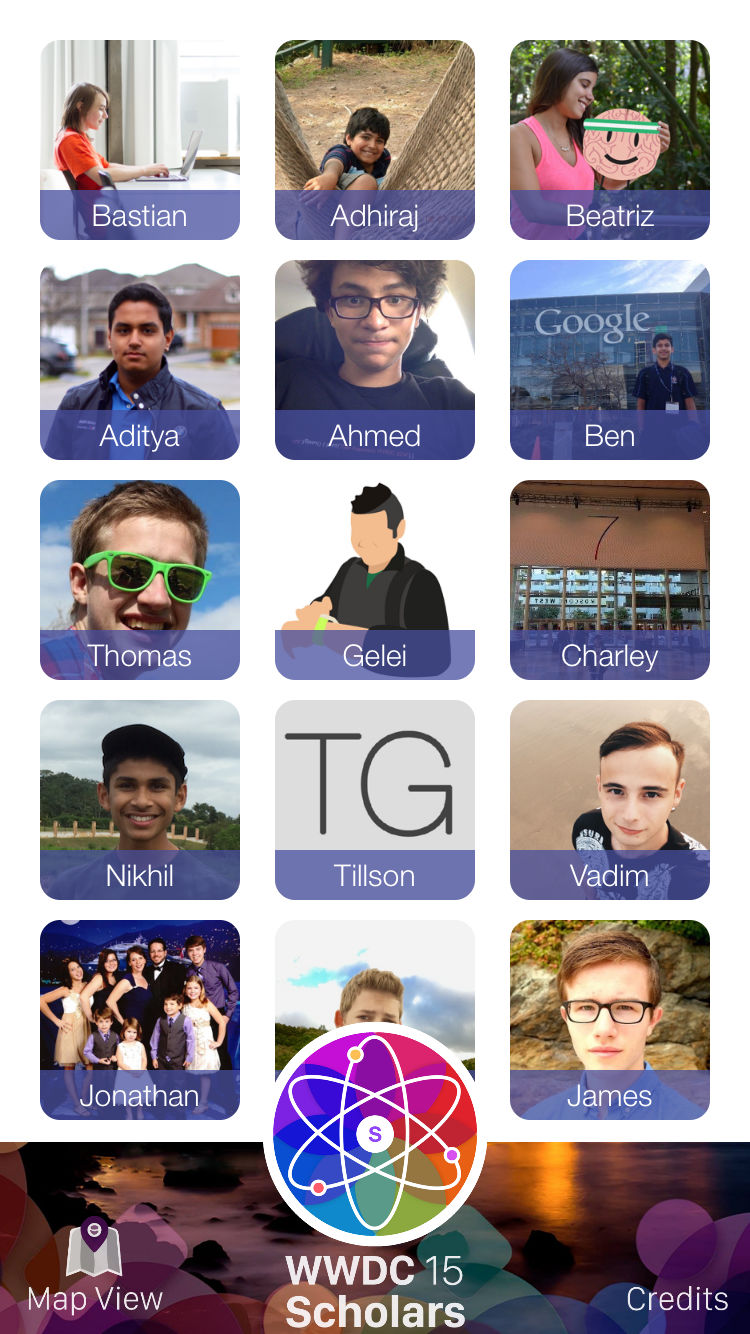 Bastian
Adhiraj
Beatriz
Aditya
Ahmed
Google
Ben
Thomas
Gelei
7
Charley
Nikhil
TG
Tillson
Vadim
Jonathan
James
S
Map View
WWDC 15
Scholars
Credits